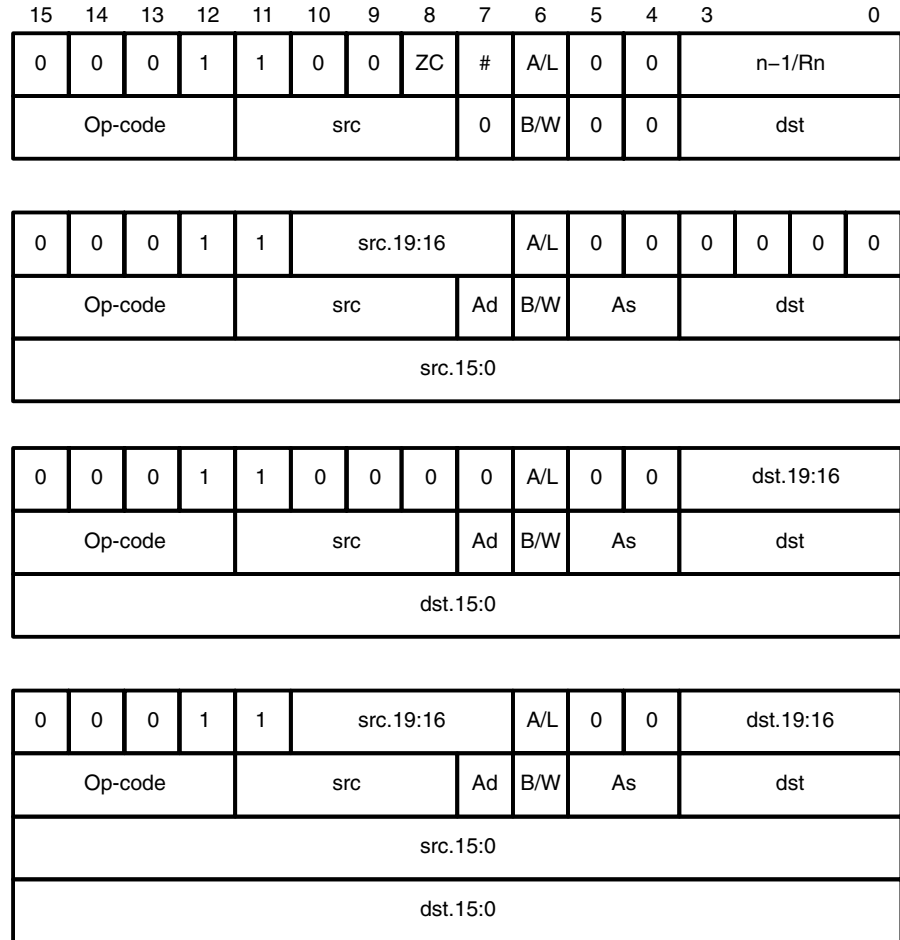 15 14 13 12 11 10 9 8 7 6 5 4 3 0
0 0 0 1 1 0 0 ZC # A/L 0 0 n−1/Rn
Op-code src 0 B/W 0 0 dst
0 0 0 1 1 src.19:16 A/L 0 0 0 0 0 0
Op-code src Ad B/W As dst
src.15:0
0 0 0 1 1 0 0 0 0 A/L 0 0 dst.19:16
Op-code src Ad B/W As dst
dst.15:0
0 0 0 1 1 src.19:16 A/L 0 0 dst.19:16
Op-code src Ad B/W As dst
src.15:0
dst.15:0